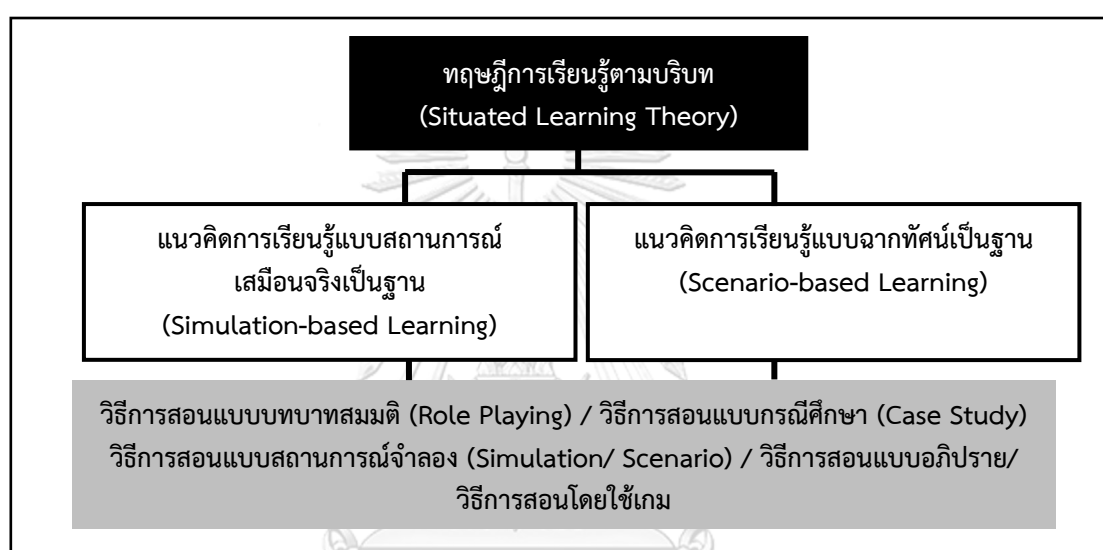 ทฤษฎีการเรียนรู้ตามบริบท
(Situated Learning Theory)
แนวคิดการเรียนรู้แบบสถานการณ์
เสมือนจริงเป็นฐาน
(Simulation-based Learning)
แนวคิดการเรียนรู้แบบฉากทัศน์เป็นฐาน
(Scenario-based Learning)
วิธีการสอนแบบบทบาทสมมติ (Role Playing) / วิธีการสอนแบบกรณีศึกษา (Case Study)
วิธีการสอนแบบสถานการณ์จำลอง (Simulation/ Scenario) / วิธีการสอนแบบอภิปราย/
วิธีการสอนโดยใช้เกม